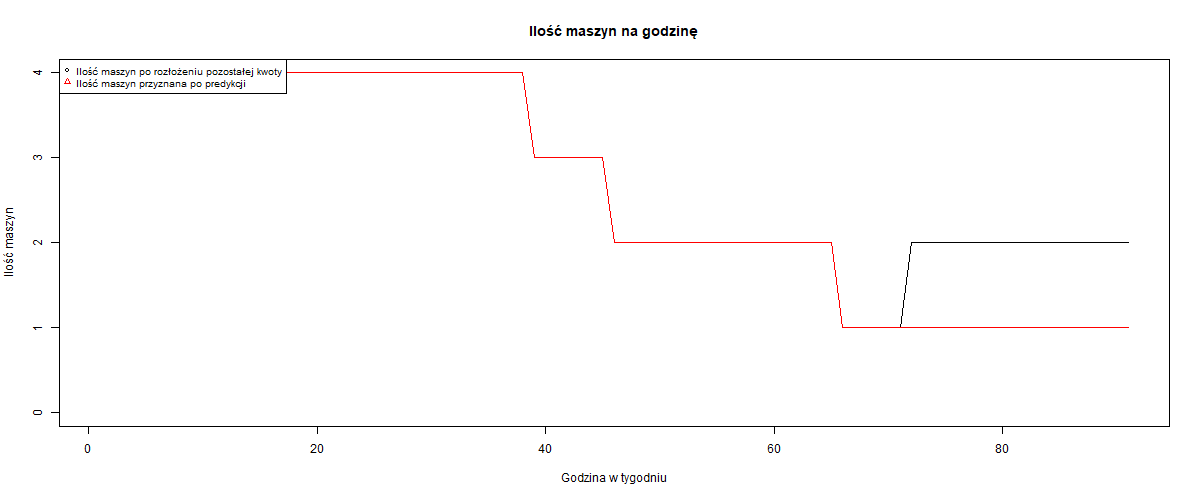 Ilość maszyn na godzinę
Ilość maszyn po rozłożeniu pozostałej kwoty
Ilość maszyn przyznana po predykcji
Ilość maszyn
4
3
2
1
0
0 20 40 60 80
Godzina w tygodniu